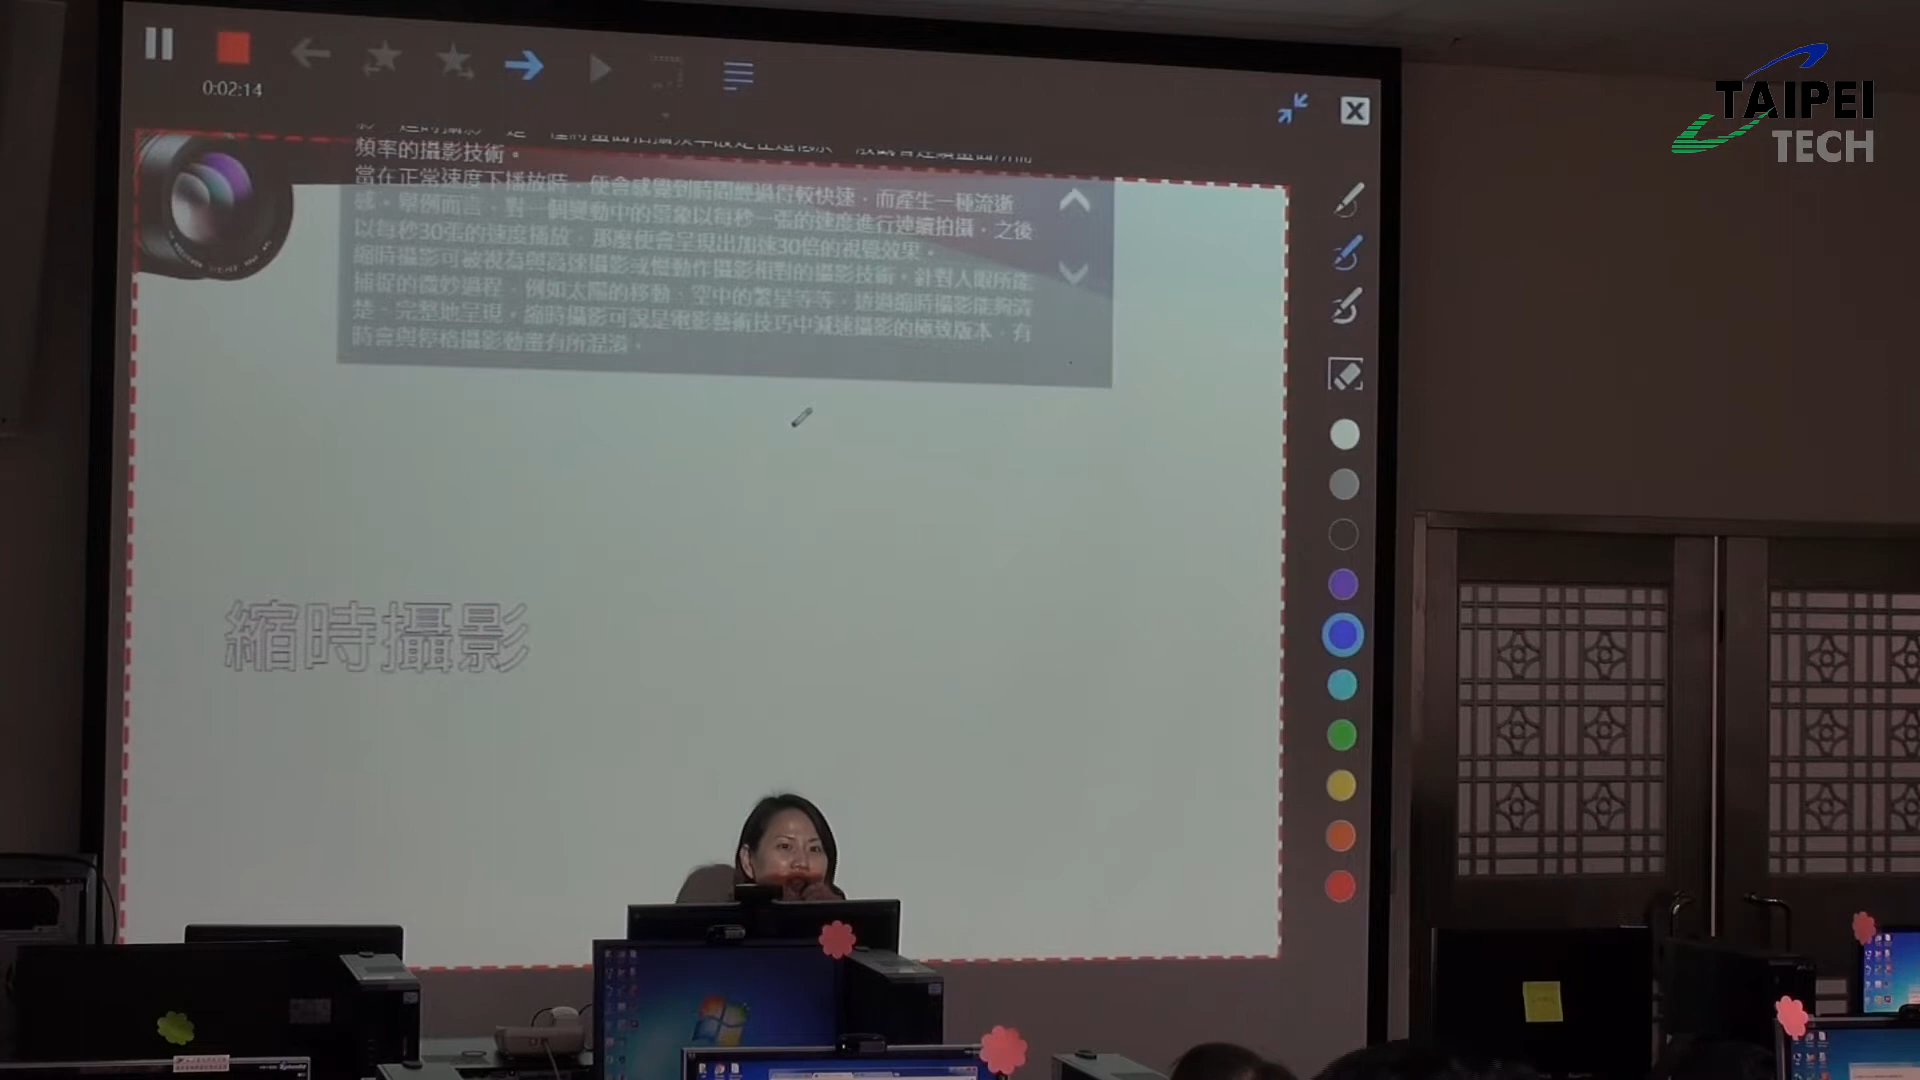 0:02:14
TAIPEI
TECH
頻率的攝影技術。
當在正常速度下播放時，便會感覺到時間經過得較快速，而產生一種流逝
感。舉例而言，對一個變動中的景象以每秒一張的速度進行連續拍攝，之後
以每秒30張的速度播放，那麼便會呈現出加速30倍的視覺效果。
縮時攝影可被視為與高速攝影或慢動作攝影相對的攝影技術。針對人眼所能
捕捉的微妙過程，例如太陽的移動、空中的繁星等等，透過縮時攝影能夠清
楚、完整地呈現。縮時攝影可說是電影藝術技巧中減速攝影的極致版本，有
時會與停格攝影動畫有所混淆。
縮時攝影